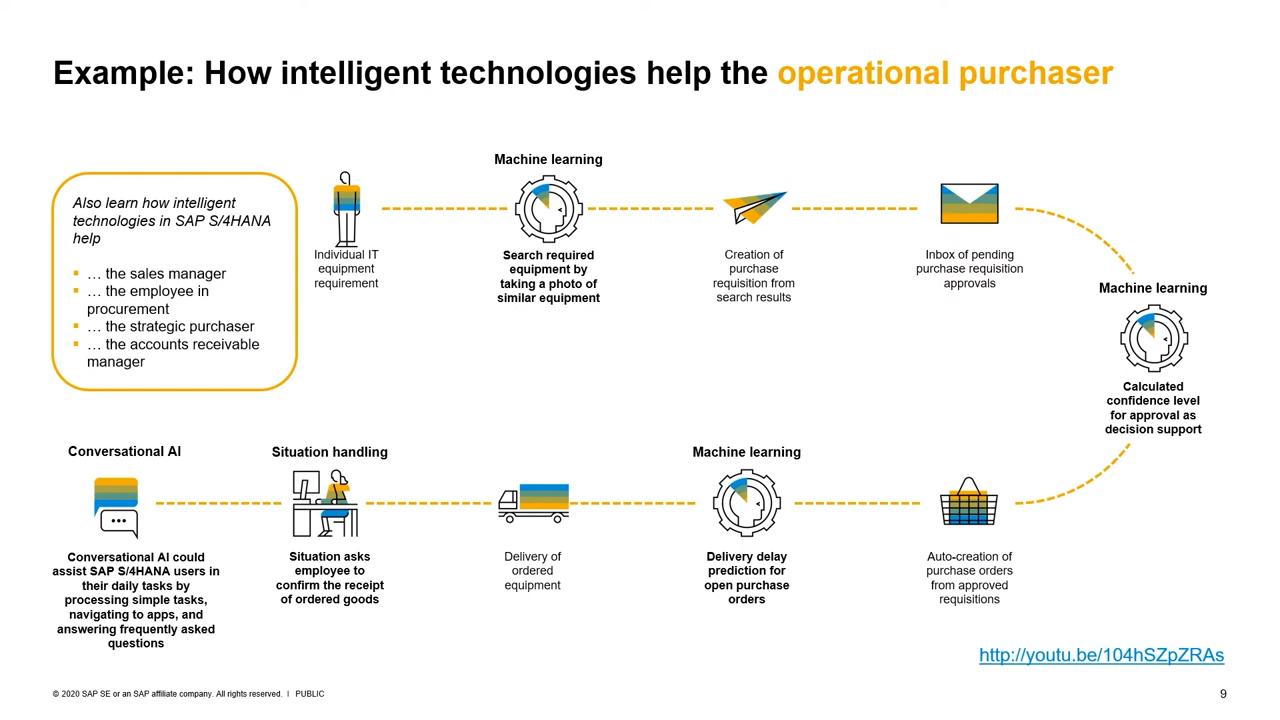 Example: How intelligent technologies help the operational purchaser
Also learn how intelligent
technologies in SAP S/4HANA
help
▪ … the sales manager
▪ … the employee in
procurement
▪ … the strategic purchaser
▪ … the accounts receivable
manager
Individual IT
equipment
requirement
Machine learning
Search required
equipment by
taking a photo of
similar equipment
Creation of
purchase
requisition from
search results
Inbox of pending
purchase requisition
approvals
Machine learning
Calculated
confidence level
for approval as
decision support
Auto-creation of
purchase orders
from approved
requisitions
Machine learning
Delivery delay
prediction for
open purchase
orders
Delivery of
ordered
equipment
Situation handling
Situation asks
employee to
confirm the receipt
of ordered goods
Conversational AI
Conversational AI could
assist SAP S/4HANA users in
their daily tasks by
processing simple tasks,
navigating to apps, and
answering frequently asked
questions
http://youtu.be/104hSZpZRAs
© 2020 SAP SE or an SAP affiliate company. All rights reserved. ǀ PUBLIC
9